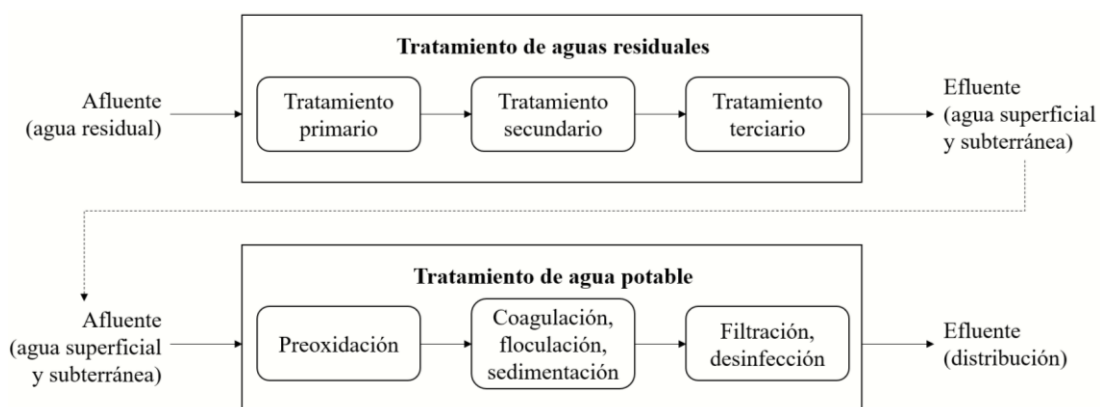 Tratamiento de aguas residuales
Afluente
(agua residual)
Tratamiento
primario
Tratamiento
secundario
Tratamiento
terciario
Efluente
(agua superficial
y subterránea)
Tratamiento de agua potable
Afluente
(agua superficial
y subterránea)
Preoxidación
Coagulación,
floculación,
sedimentación
Filtración,
desinfección
Efluente
(distribución)